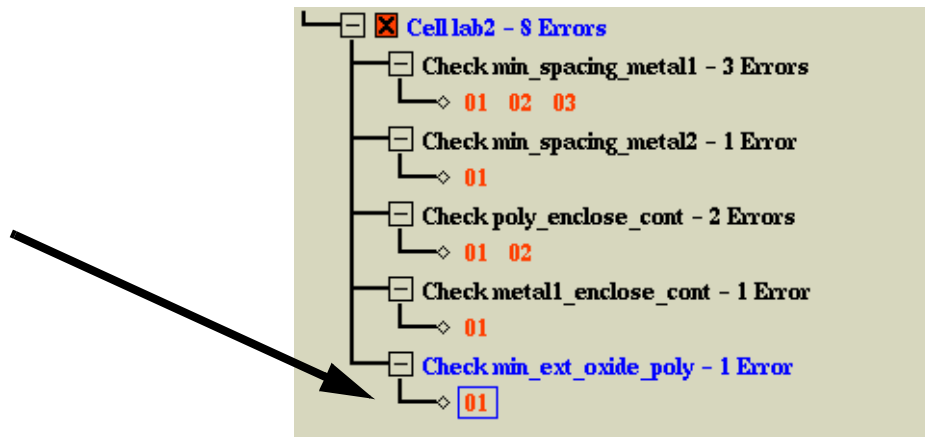 Cell lab2 - 8 Errors
Check min_spacing_metal1 - 3 Errors
01 02 03
Check min_spacing_metal2 - 1 Error
01
Check poly_enclose_cont - 2 Errors
01 02
Check metal1_enclose_cont - 1 Error
01
Check min_ext_oxide_poly - 1 Error
01